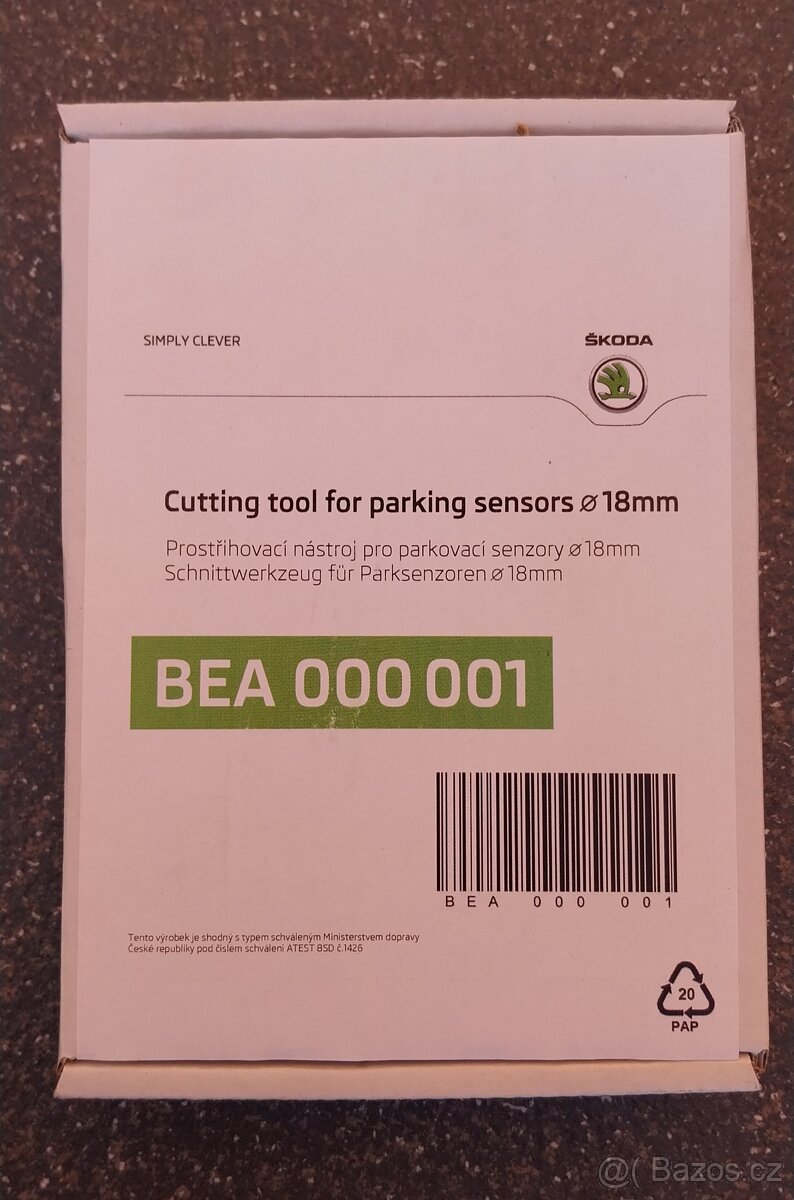 SIMPLY CLEVER
ŠKODA
Cutting tool for parking sensors ⌀ 18mm
Prostřihovací nástroj pro parkovací senzory ⌀ 18mm
Schnittwerkzeug für Parksenzoren ⌀ 18mm
BEA 000 001
BEA 000 001
Tento výrobek je shodný s typem schváleným Ministerstvem dopravy
České republiky pod číslem schválení ATEST 8SD č.1426
20
PAP
@( Bazos.cz